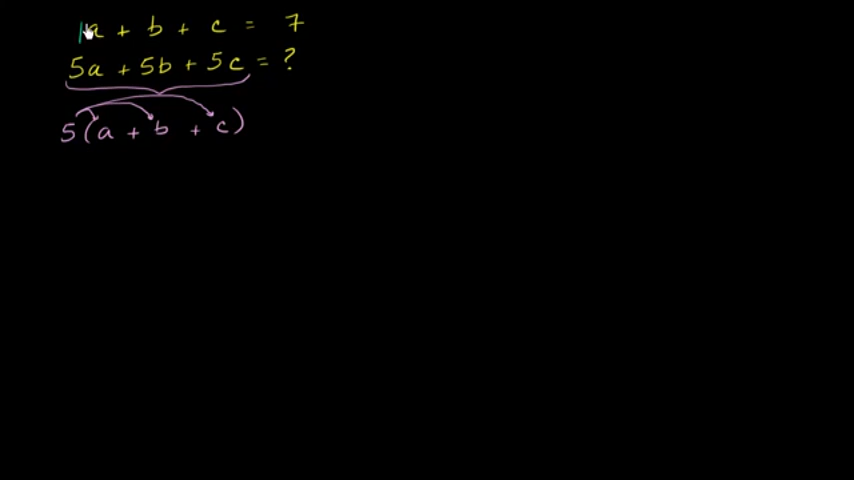 a + b + c = 7
5a + 5b + 5c = ?
5(a + b + c)